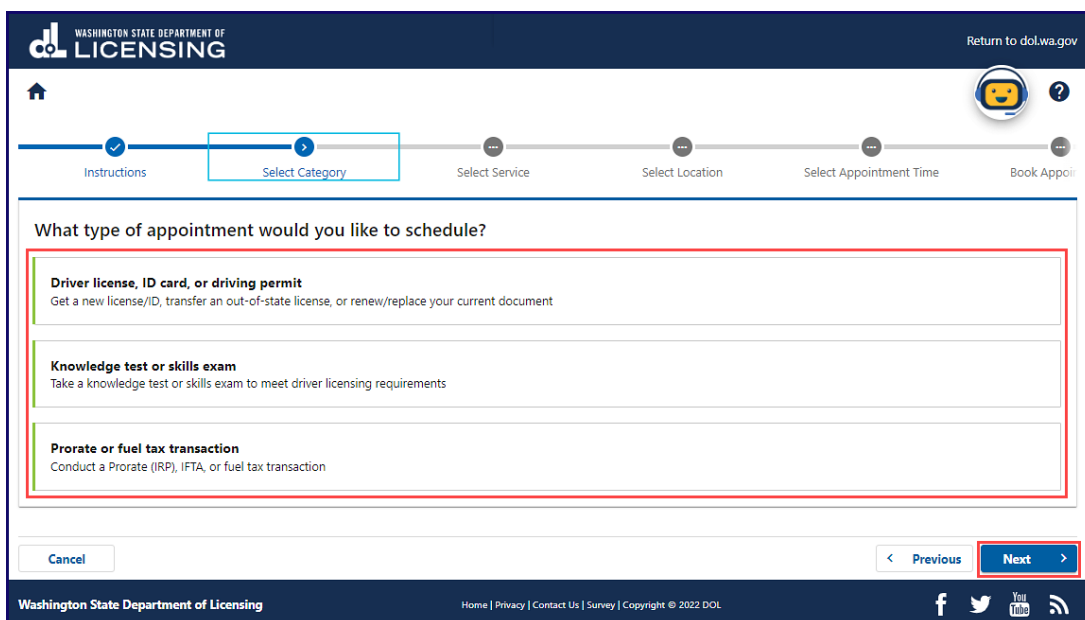 WASHINGTON STATE DEPARTMENT OF
LICENSING
Return to dol.wa.gov
Instructions
Select Category
Select Service
Select Location
Select Appointment Time
Book Appoin
What type of appointment would you like to schedule?
Driver license, ID card, or driving permit
Get a new license/ID, transfer an out-of-state license, or renew/replace your current document
Knowledge test or skills exam
Take a knowledge test or skills exam to meet driver licensing requirements
Prorate or fuel tax transaction
Conduct a Prorate (IRP), IFTA, or fuel tax transaction
Cancel
Previous
Next
Washington State Department of Licensing
Home | Privacy | Contact Us | Survey | Copyright © 2022 DOL
You
Tube